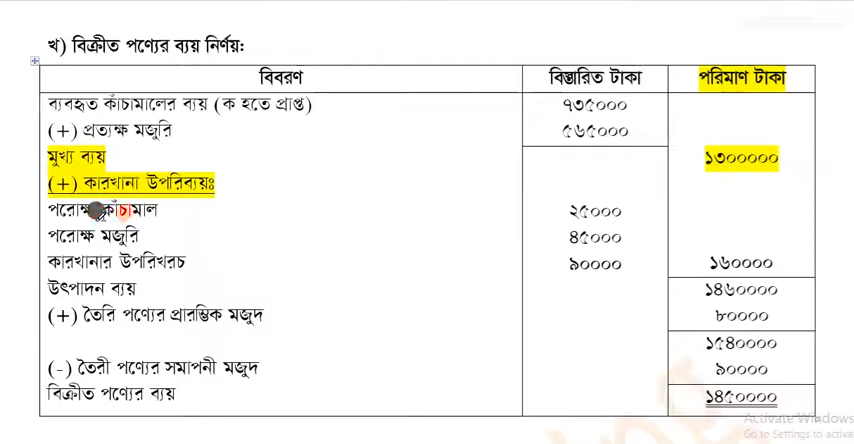 খ) বিক্রীত পণ্যের ব্যয় নির্ণয়ঃ
বিবরণ বিস্তারিত টাকা পরিমাণ টাকা
ব্যবহৃত কাঁচামালের ব্যয় (ক হতে প্রাপ্ত) ৭৩৫০০০
(+) প্রত্যক্ষ মজুরি ৫৬৫০০০
মুখ্য ব্যয় ১৩০০০০০
(+) কারখানা উপরিব্যয়ঃ
পরোক্ষ কাঁচামাল ২৫০০০
পরোক্ষ মজুরি ৪৫০০০
কারখানার উপরিখরচ ৯০০০০ ১৬০০০০
উৎপাদন ব্যয় ১৪৬০০০০
(+) তৈরি পণ্যের প্রারম্ভিক মজুদ ৮০০০০
১৫৪০০০০
(-) তৈরী পণ্যের সমাপনী মজুদ ৯০০০০
বিক্রীত পণ্যের ব্যয় ১৪৫০০০০
Activate Windows
Go to Settings to activat